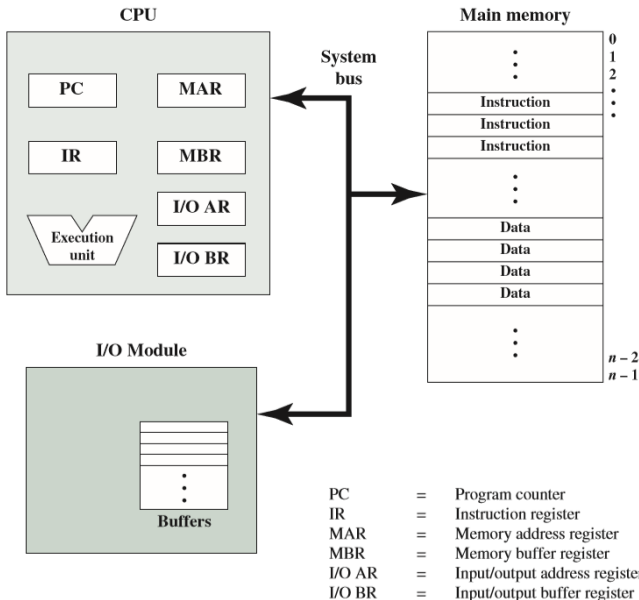 CPU
Main memory
System
bus
PC
MAR
IR
MBR
I/O AR
I/O BR
Execution
unit
0
1
2
Instruction
Instruction
Instruction
Data
Data
Data
Data
n – 2
n – 1
I/O Module
Buffers
PC = Program counter
IR = Instruction register
MAR = Memory address register
MBR = Memory buffer register
I/O AR = Input/output address registe
I/O BR = Input/output buffer register